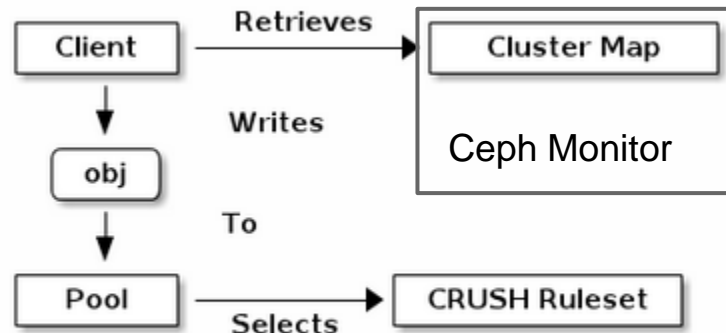 Retrieves
Client
Cluster Map
Writes
Ceph Monitor
obj
To
Pool
CRUSH Ruleset
Selects